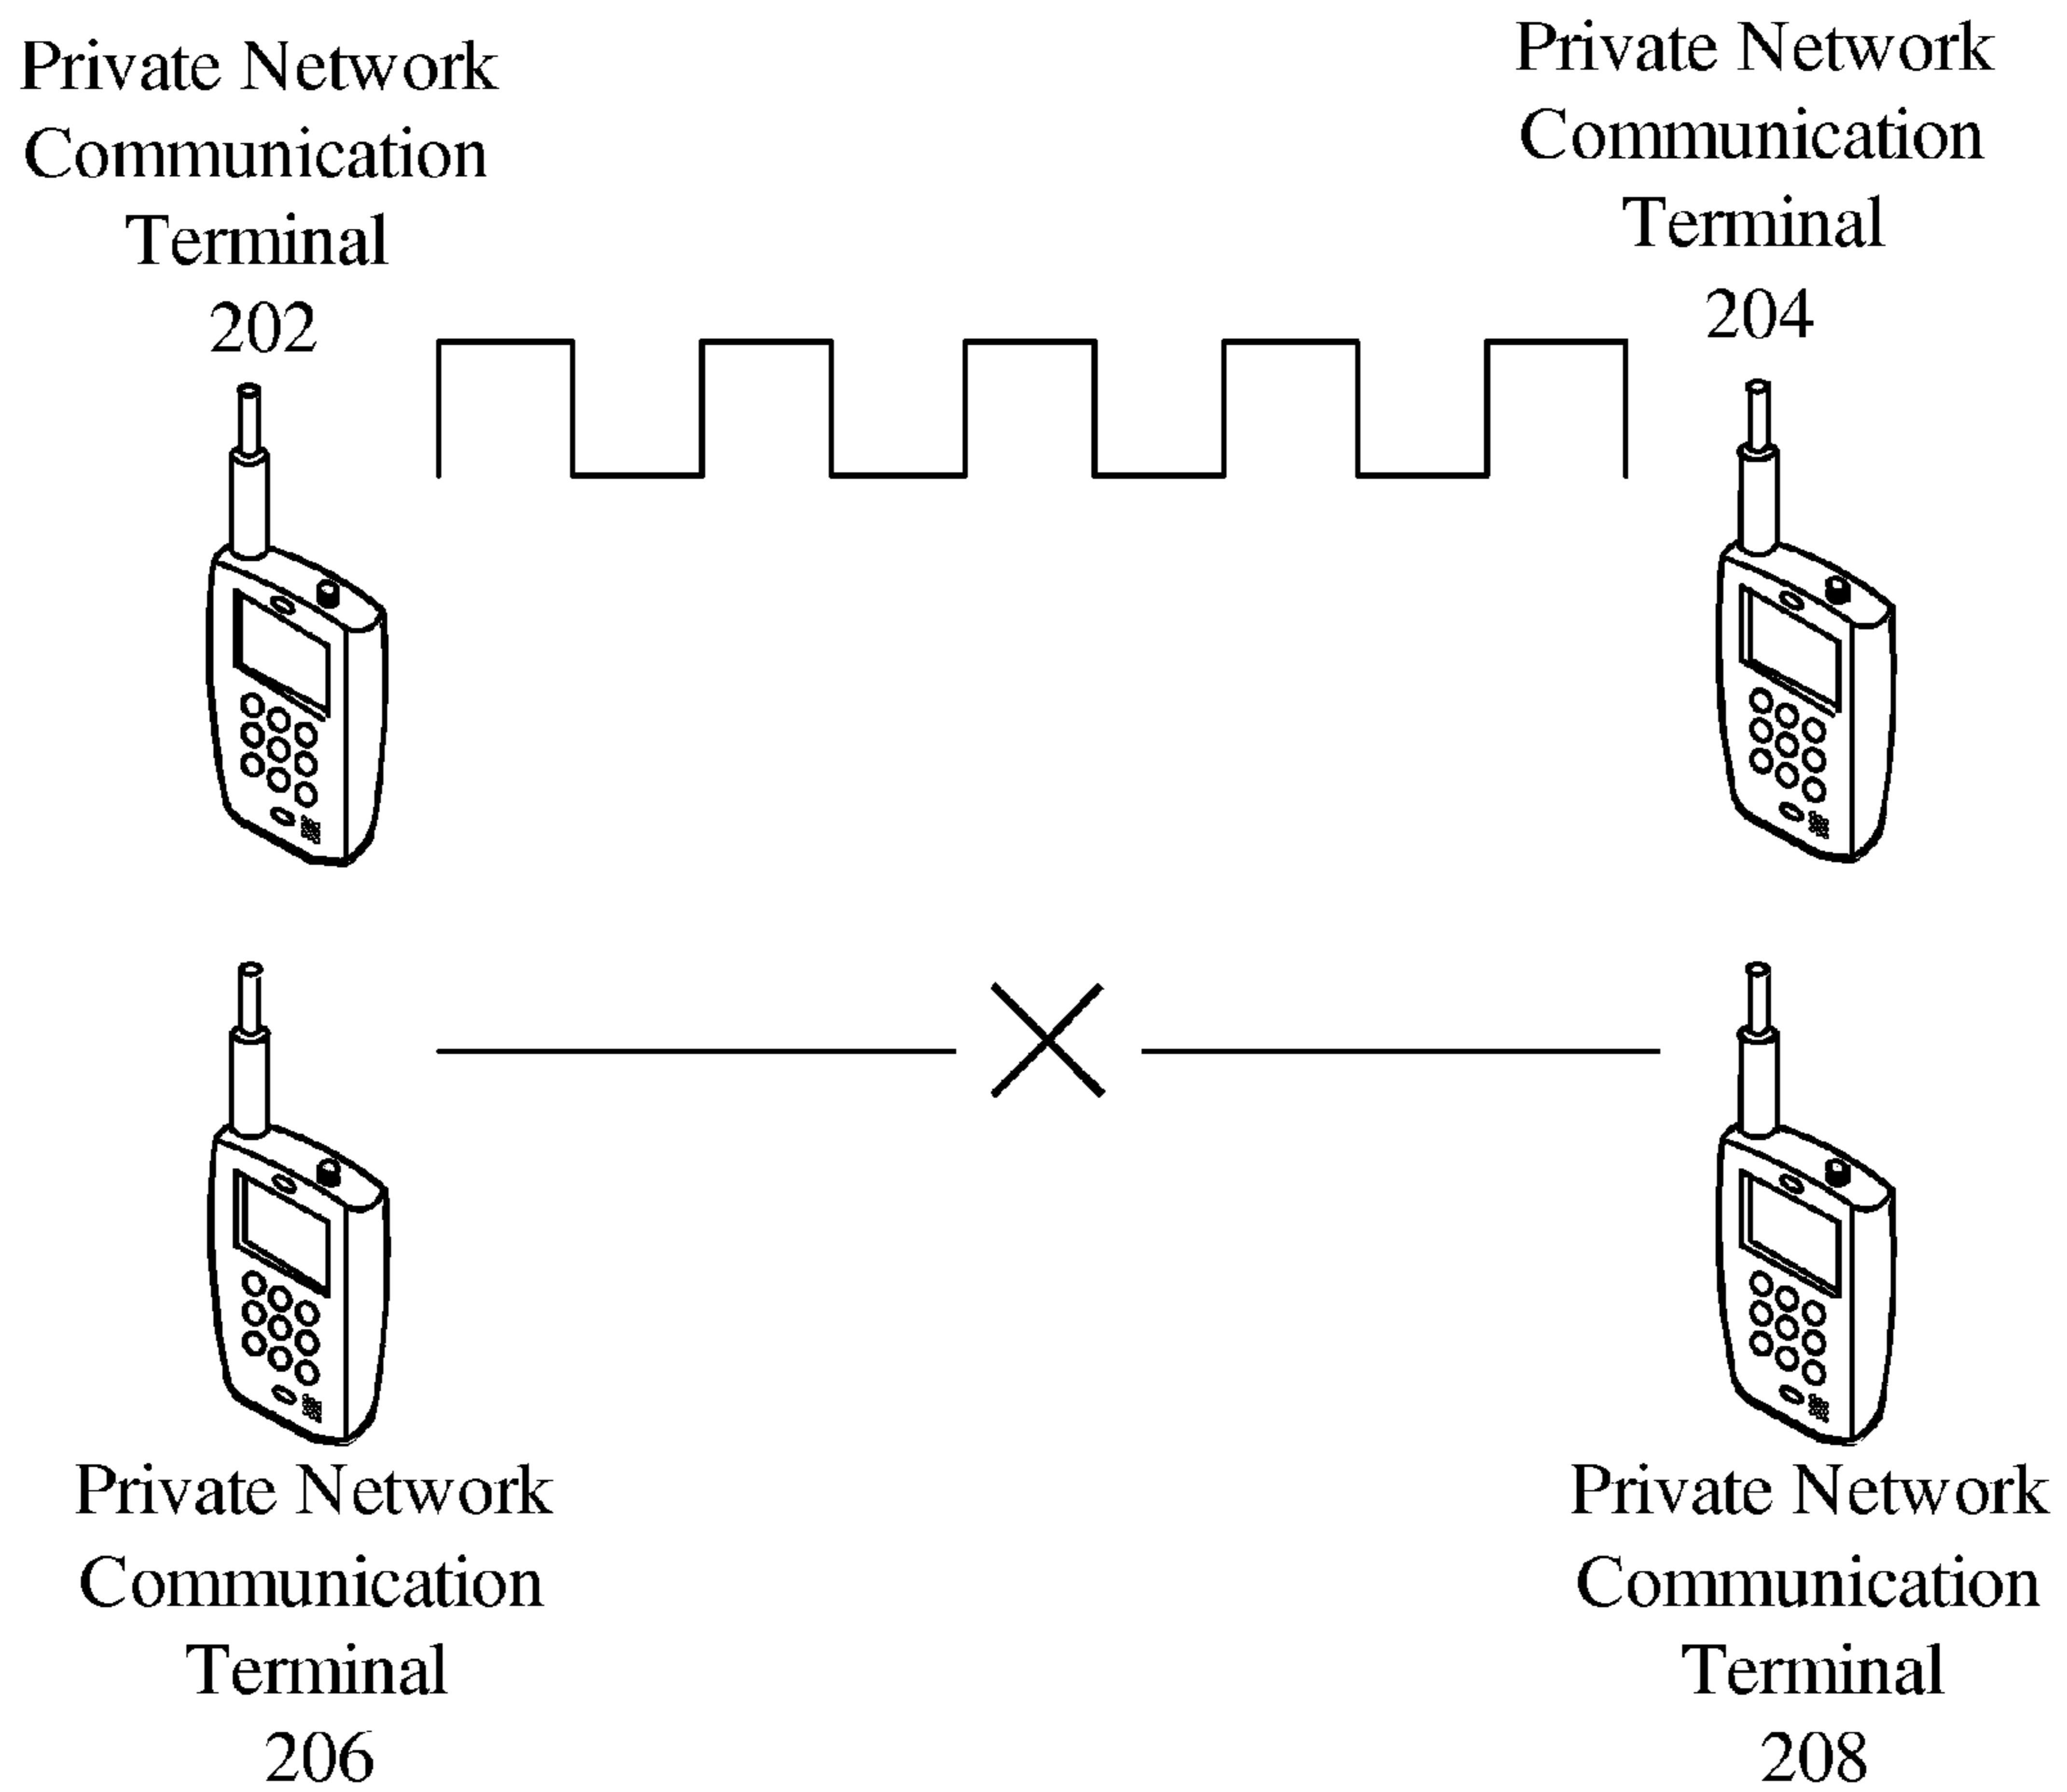 Private Network
Communication
Terminal
202
Private Network
Communication
Terminal
204
Private Network
Communication
Terminal
206
Private Network
Communication
Terminal
208